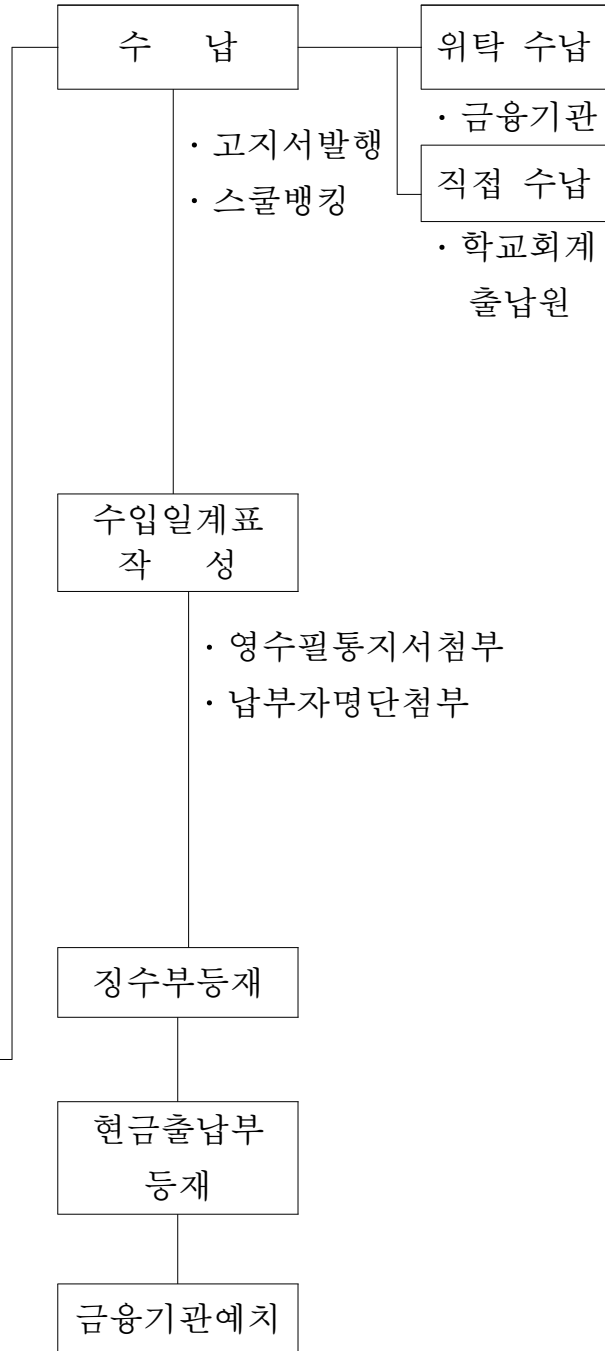 수 납
위탁 수납
· 금융기관
· 고지서발행
직접 수납
· 스쿨뱅킹
· 학교회계
출납원
수입일계표
작 성
· 영수필통지서첨부
· 납부자명단첨부
징수부등재
현금출납부
등재
금융기관예치